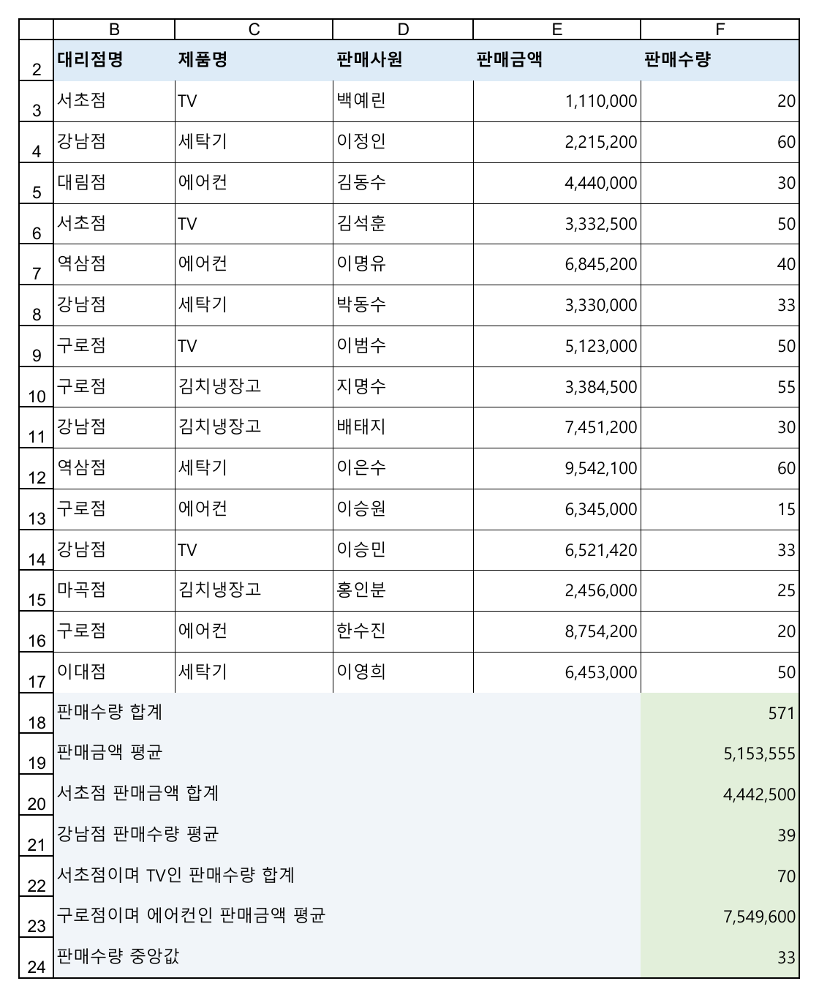 B C D E F
2 대리점명 제품명 판매사원 판매금액 판매수량
3 서초점 TV 백예린 1,110,000 20
4 강남점 세탁기 이정인 2,215,200 60
5 대림점 에어컨 김동수 4,440,000 30
6 서초점 TV 김석훈 3,332,500 50
7 역삼점 에어컨 이명유 6,845,200 40
8 강남점 세탁기 박동수 3,330,000 33
9 구로점 TV 이범수 5,123,000 50
10 구로점 김치냉장고 지명수 3,384,500 55
11 강남점 김치냉장고 배태지 7,451,200 30
12 역삼점 세탁기 이은수 9,542,100 60
13 구로점 에어컨 이승원 6,345,000 15
14 강남점 TV 이승민 6,521,420 33
15 마곡점 김치냉장고 홍인분 2,456,000 25
16 구로점 에어컨 한수진 8,754,200 20
17 이대점 세탁기 이영희 6,453,000 50
18 판매수량 합계 571
19 판매금액 평균 5,153,555
20 서초점 판매금액 합계 4,442,500
21 강남점 판매수량 평균 39
22 서초점이며 TV인 판매수량 합계 70
23 구로점이며 에어컨인 판매금액 평균 7,549,600
24 판매수량 중앙값 33